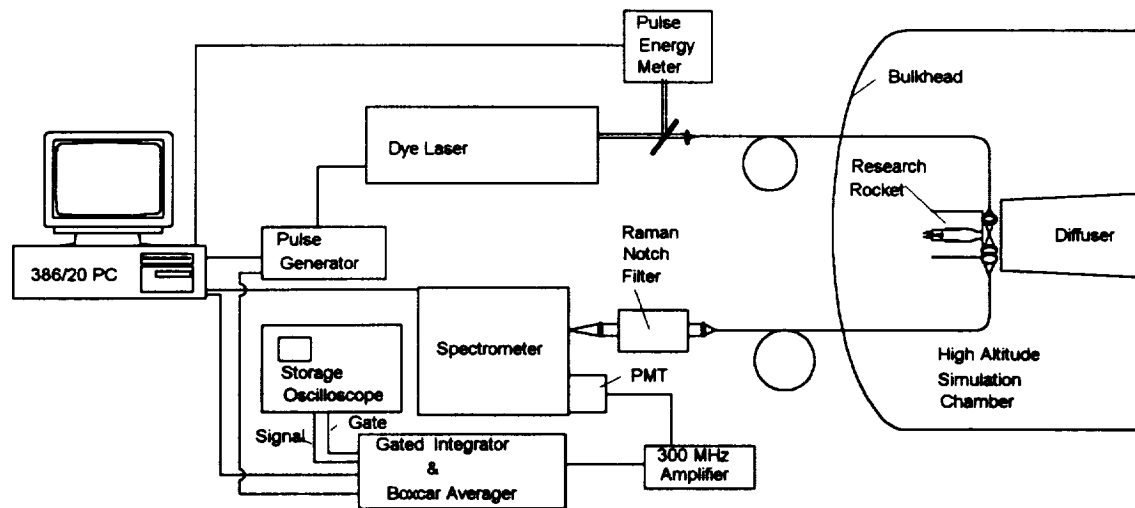 Pulse
Energy
Meter
Bulkhead
Dye Laser
Research
Rocket
Diffuser
Pulse
Generator
386/20 PC
Raman
Notch
Filter
Spectrometer
Storage
Oscilloscope
PMT
High Altitude
Simulation
Chamber
Gate
Signal
Gated Integrator
&
Boxcar Averager
300 MHz
Amplifier